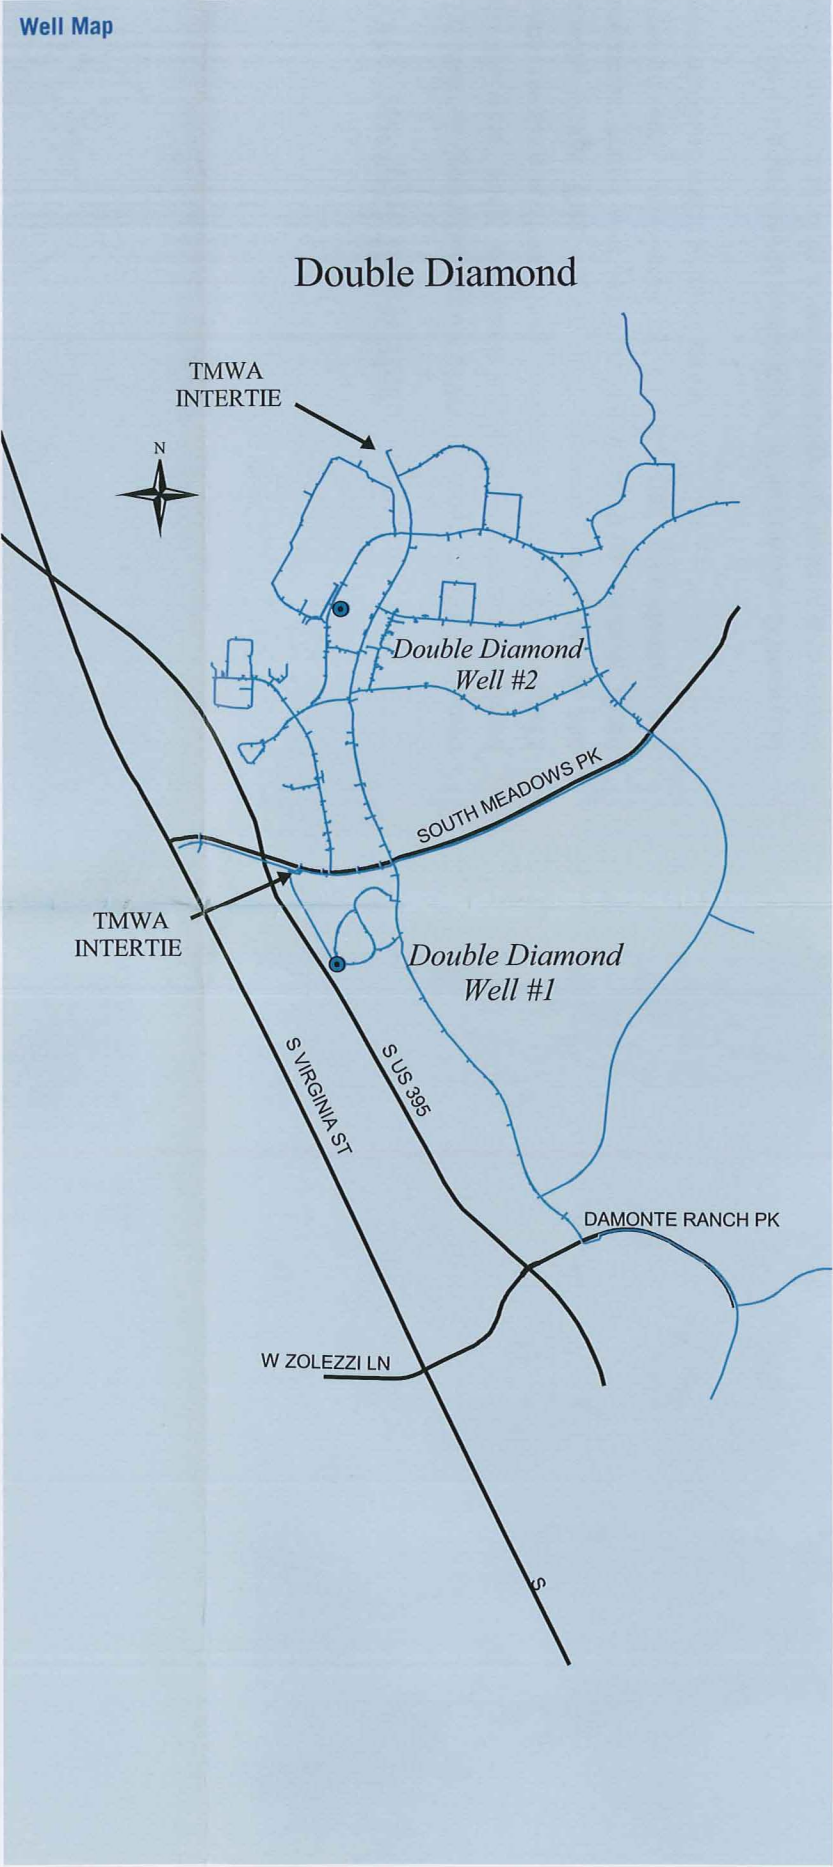 Well Map
Double Diamond
TMWA
INTERTIE
N
Double Diamond
Well #2
SOUTH MEADOWS PK
TMWA
INTERTIE
Double Diamond
Well #1
S VIRGINIA ST
S US 395
DAMONTE RANCH PK
W ZOLEZZI LN
S